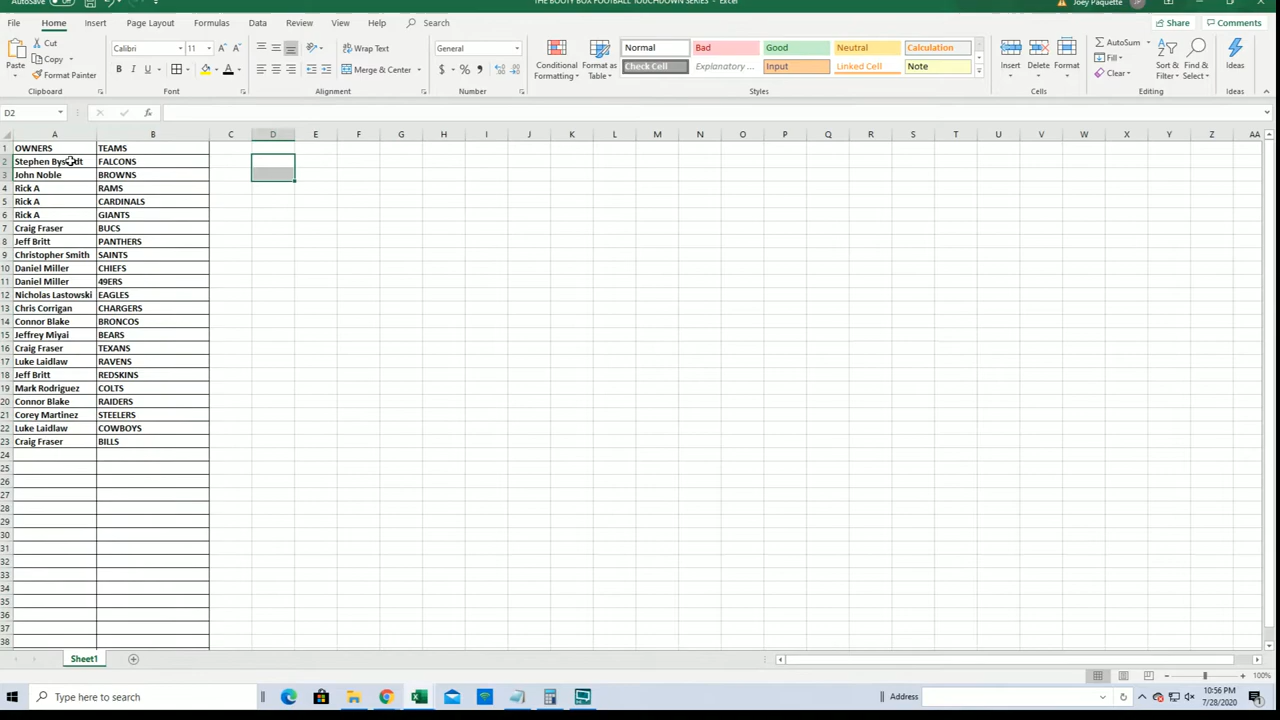 AutoSave Off
THE BOOTY BOX FOOTBALL TOUCHDOWN SERIES - Excel
Joey Paquette
File Home Insert Page Layout Formulas Data Review View Help Search
Share Comments
Paste
Cut
Copy
Format Painter
Clipboard
Calibri 11
B I U
Font
Wrap Text
Merge & Center
Alignment
General
Number
Conditional Formatting
Format as Table
Normal Bad Good Neutral Calculation
Check Cell Explanatory ... Input Linked Cell Note
Styles
Insert Delete Format
Cells
AutoSum
Fill
Clear
Sort & Filter
Find & Select
Editing
Ideas
Ideas
D2
A B C D E F G H I J K L M N O P Q R S T U V W X Y Z AA
1 OWNERS TEAMS
2 Stephen FALCONS
3 John Noble BROWNS
4 Rick A RAMS
5 Rick A CARDINALS
6 Rick A GIANTS
7 Craig Fraser BUCS
8 Jeff Britt PANTHERS
9 Christopher Smith SAINTS
10 Daniel Miller CHIEFS
11 Daniel Miller 49ERS
12 Nicholas Lastowski EAGLES
13 Chris Corrigan CHARGERS
14 Connor Blake BRONCOS
15 Jeffrey Miyai BEARS
16 Craig Fraser TEXANS
17 Luke Laidlaw RAVENS
18 Jeff Britt REDSKINS
19 Mark Rodriguez COLTS
20 Connor Blake RAIDERS
21 Corey Martinez STEELERS
22 Luke Laidlaw COWBOYS
23 Craig Fraser BILLS
24
25
26
27
28
29
30
31
32
33
34
35
36
37
38
Sheet1
100%
Type here to search
Address
10:56 PM
7/28/2020